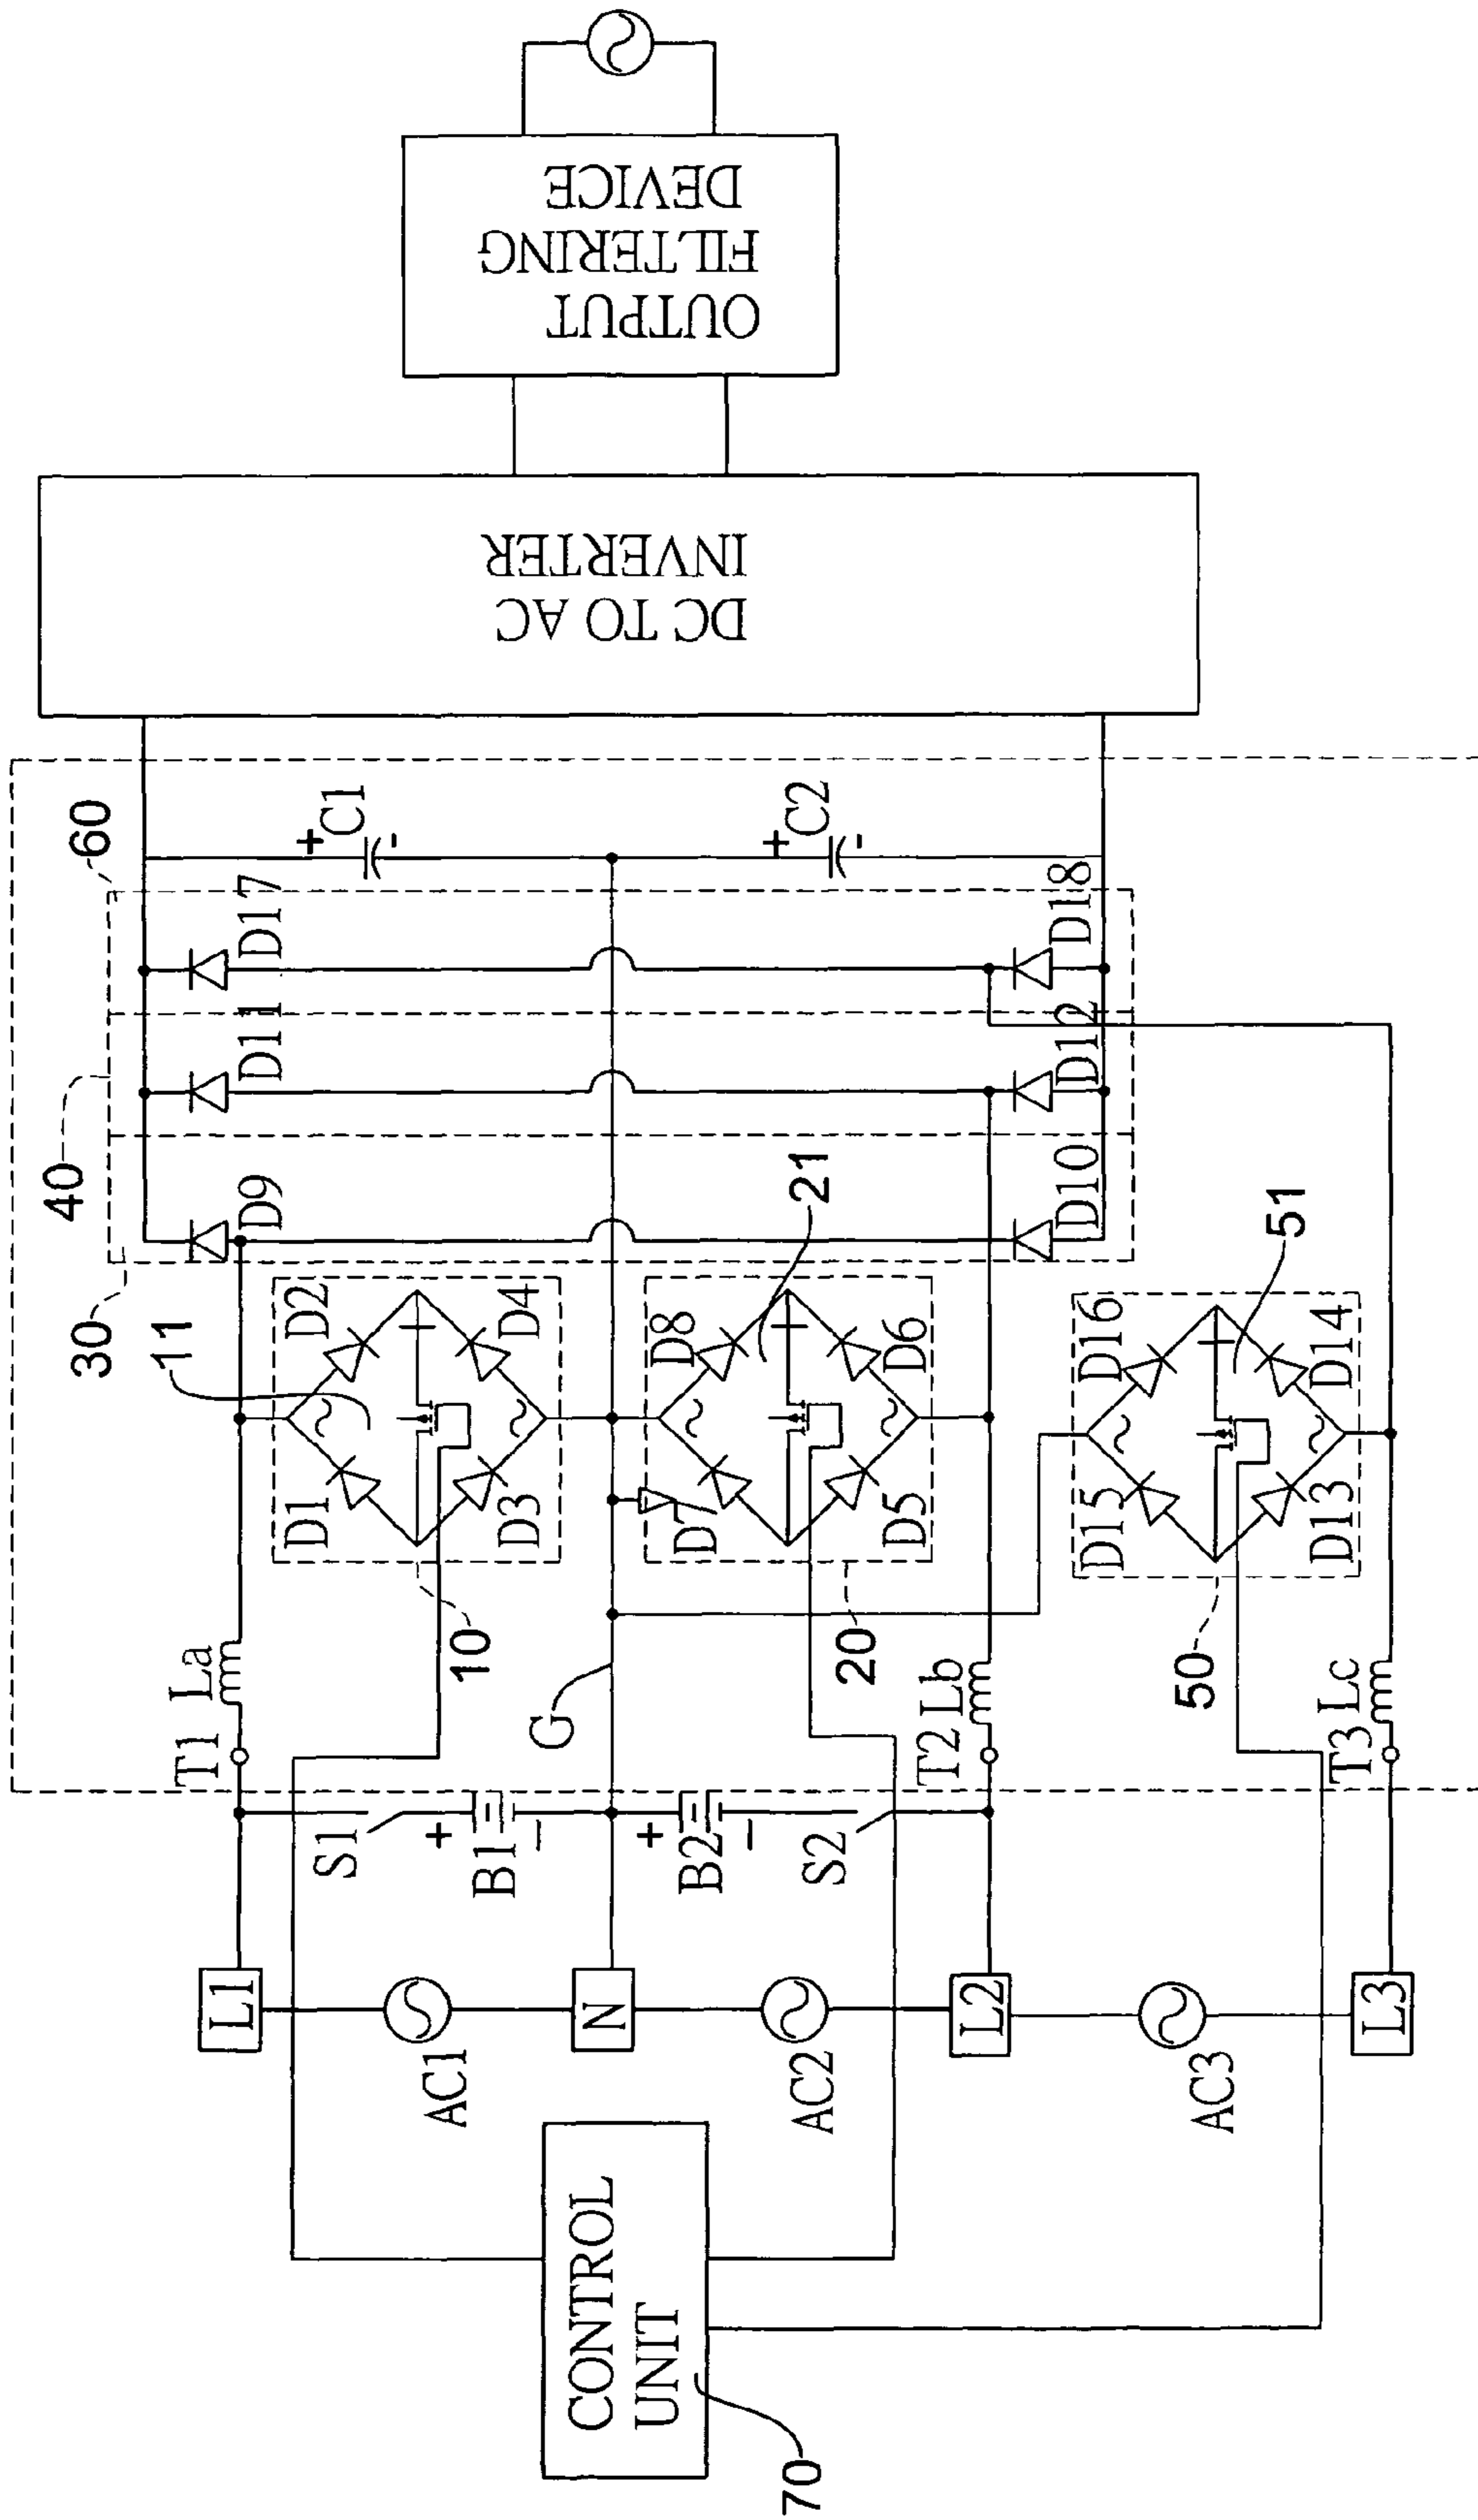 CONTROL
UNIT
70
L1
N
L2
L3
AC1
AC2
AC3
S1
+
B1
−
+
B2
−
S2
T1
La
G
T2
Lb
T3
Lc
10
20
50
D1
D2
D3
D4
11
D7
D8
D5
D6
21
D15
D16
D13
D14
51
30
40
60
D9
D10
D11
D12
D17
D18
+
C1
-
+
C2
-
DC TO AC
INVERTER
OUTPUT
FILTERING
DEVICE